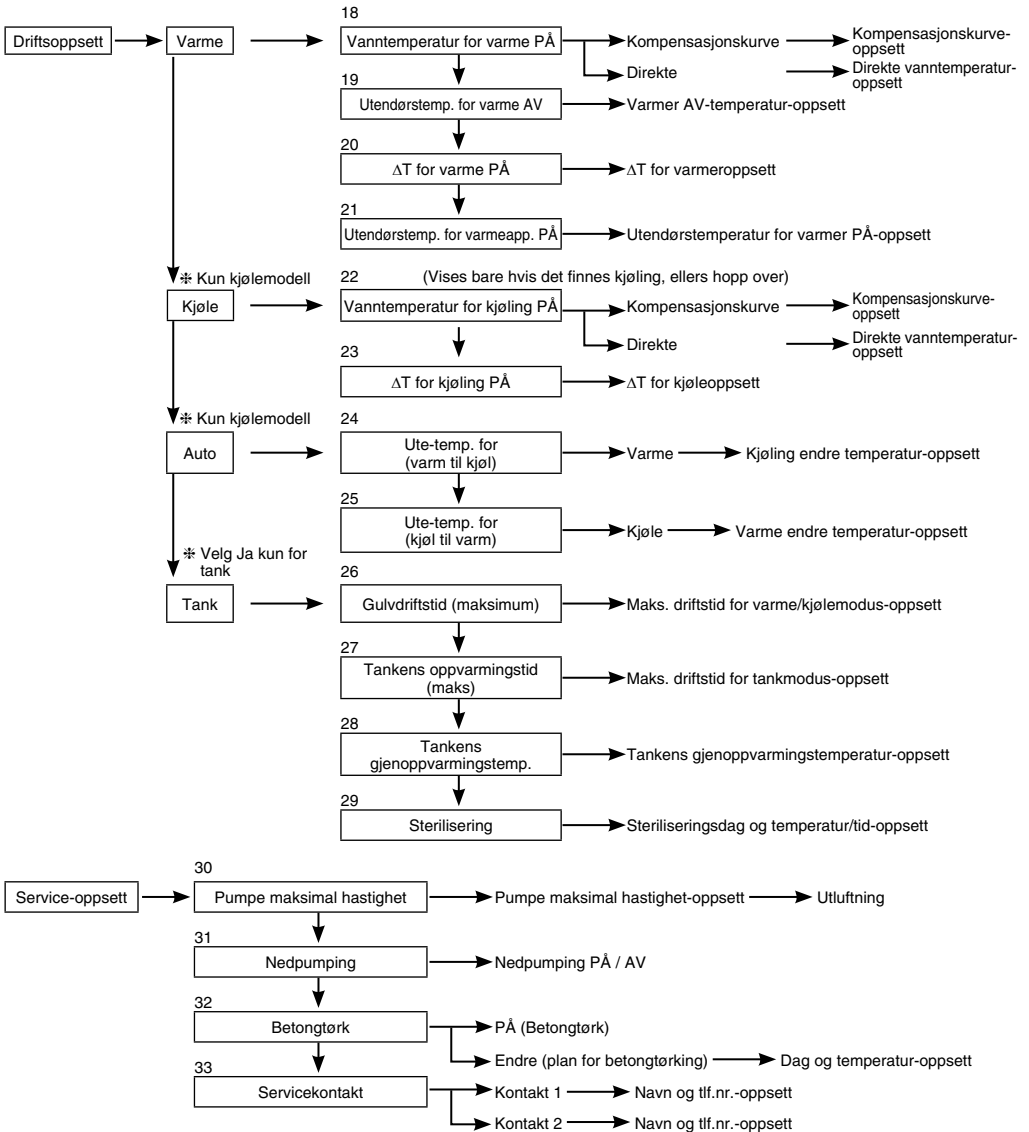 18
Driftsoppsett
Varme
Vanntemperatur for varme PÅ
Kompensasjonskurve
Kompensasjonskurve-
oppsett
Direkte
Direkte vanntemperatur-
oppsett
19
Utendørstemp. for varme AV
Varmer AV-temperatur-oppsett
20
∆T for varme PÅ
∆T for varmeroppsett
21
Utendørstemp. for varmeapp. PÅ
Utendørstemperatur for varmer PÅ-oppsett
⁜ Kun kjølemodell
22
(Vises bare hvis det finnes kjøling, ellers hopp over)
Kjøle
Vanntemperatur for kjøling PÅ
Kompensasjonskurve
Kompensasjonskurve-
oppsett
Direkte
Direkte vanntemperatur-
oppsett
23
∆T for kjøling PÅ
∆T for kjøleoppsett
⁜ Kun kjølemodell
24
Auto
Ute-temp. for
(varm til kjøl)
Varme
Kjøling endre temperatur-oppsett
25
Ute-temp. for
(kjøl til varm)
Kjøle
Varme endre temperatur-oppsett
⁜ Velg Ja kun for
tank
26
Tank
Gulvdriftstid (maksimum)
Maks. driftstid for varme/kjølemodus-oppsett
27
Tankens oppvarmingstid
(maks)
Maks. driftstid for tankmodus-oppsett
28
Tankens
gjenoppvarmingstemp.
Tankens gjenoppvarmingstemperatur-oppsett
29
Sterilisering
Steriliseringsdag og temperatur/tid-oppsett
30
Service-oppsett
Pumpe maksimal hastighet
Pumpe maksimal hastighet-oppsett
Utluftning
31
Nedpumping
Nedpumping PÅ / AV
32
Betongtørk
PÅ (Betongtørk)
Endre (plan for betongtørking)
Dag og temperatur-oppsett
33
Servicekontakt
Kontakt 1
Navn og tlf.nr.-oppsett
Kontakt 2
Navn og tlf.nr.-oppsett